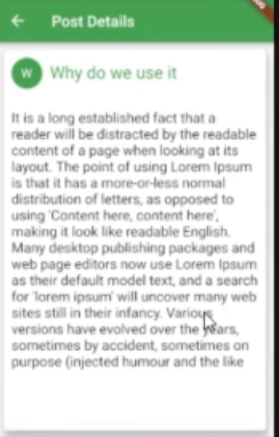 Post Details
W
Why do we use it
It is a long established fact that a
reader will be distracted by the readable
content of a page when looking at its
layout. The point of using Lorem Ipsum
is that it has a more-or-less normal
distribution of letters, as opposed to
using 'Content here, content here',
making it look like readable English.
Many desktop publishing packages and
web page editors now use Lorem Ipsum
as their default model text, and a search
for 'lorem ipsum' will uncover many web
sites still in their infancy. Various
versions have evolved over the years,
sometimes by accident, sometimes on
purpose (injected humour and the like